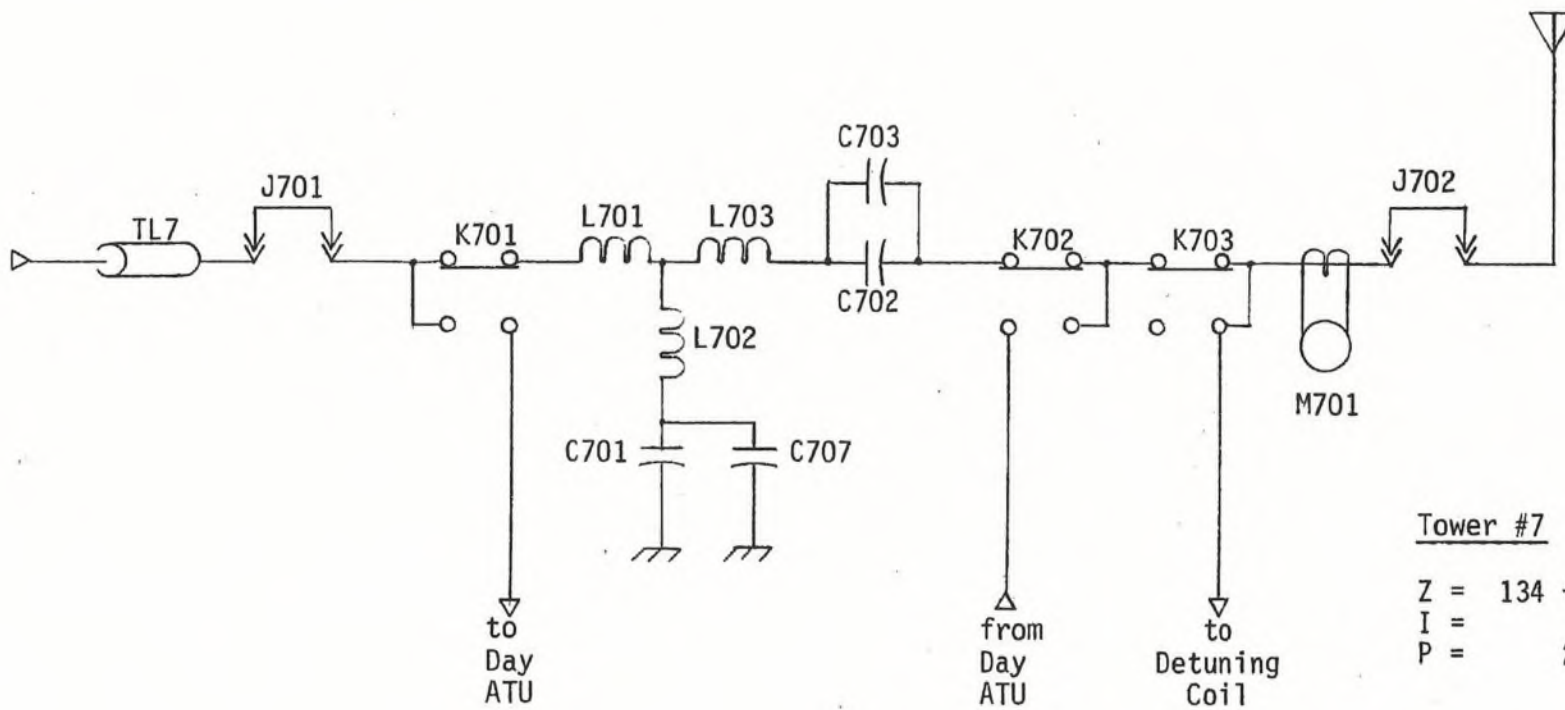 C703
J701
J702
TL7
K701
L701
L703
K702
K703
C702
L702
M701
C701
C707
Tower #7
Z = 134
I =
P =
to
Day
ATU
from
Day
ATU
to
Detuning
Coil